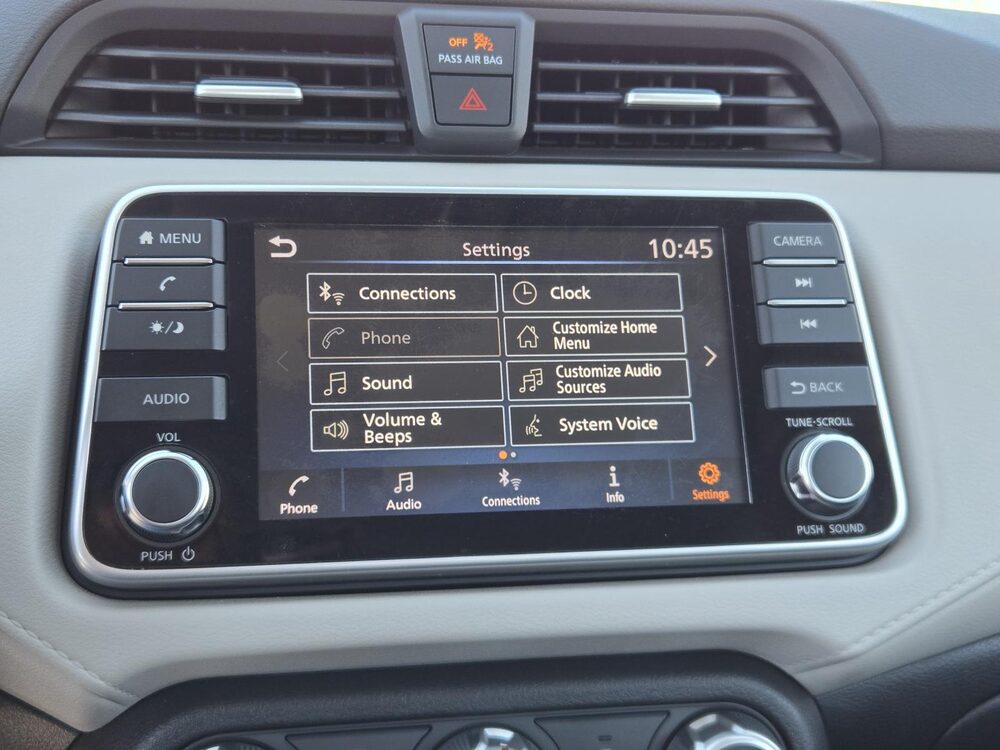 OFF 2
PASS AIR BAG
MENU
AUDIO
VOL
PUSH
Settings 10:45
Connections
Clock
Phone
Customize Home
Menu
Sound
Customize Audio
Sources
Volume &
Beeps
System Voice
Phone
Audio
Connections
Info
Settings
CAMERA
BACK
TUNE·SCROLL
PUSH SOUND